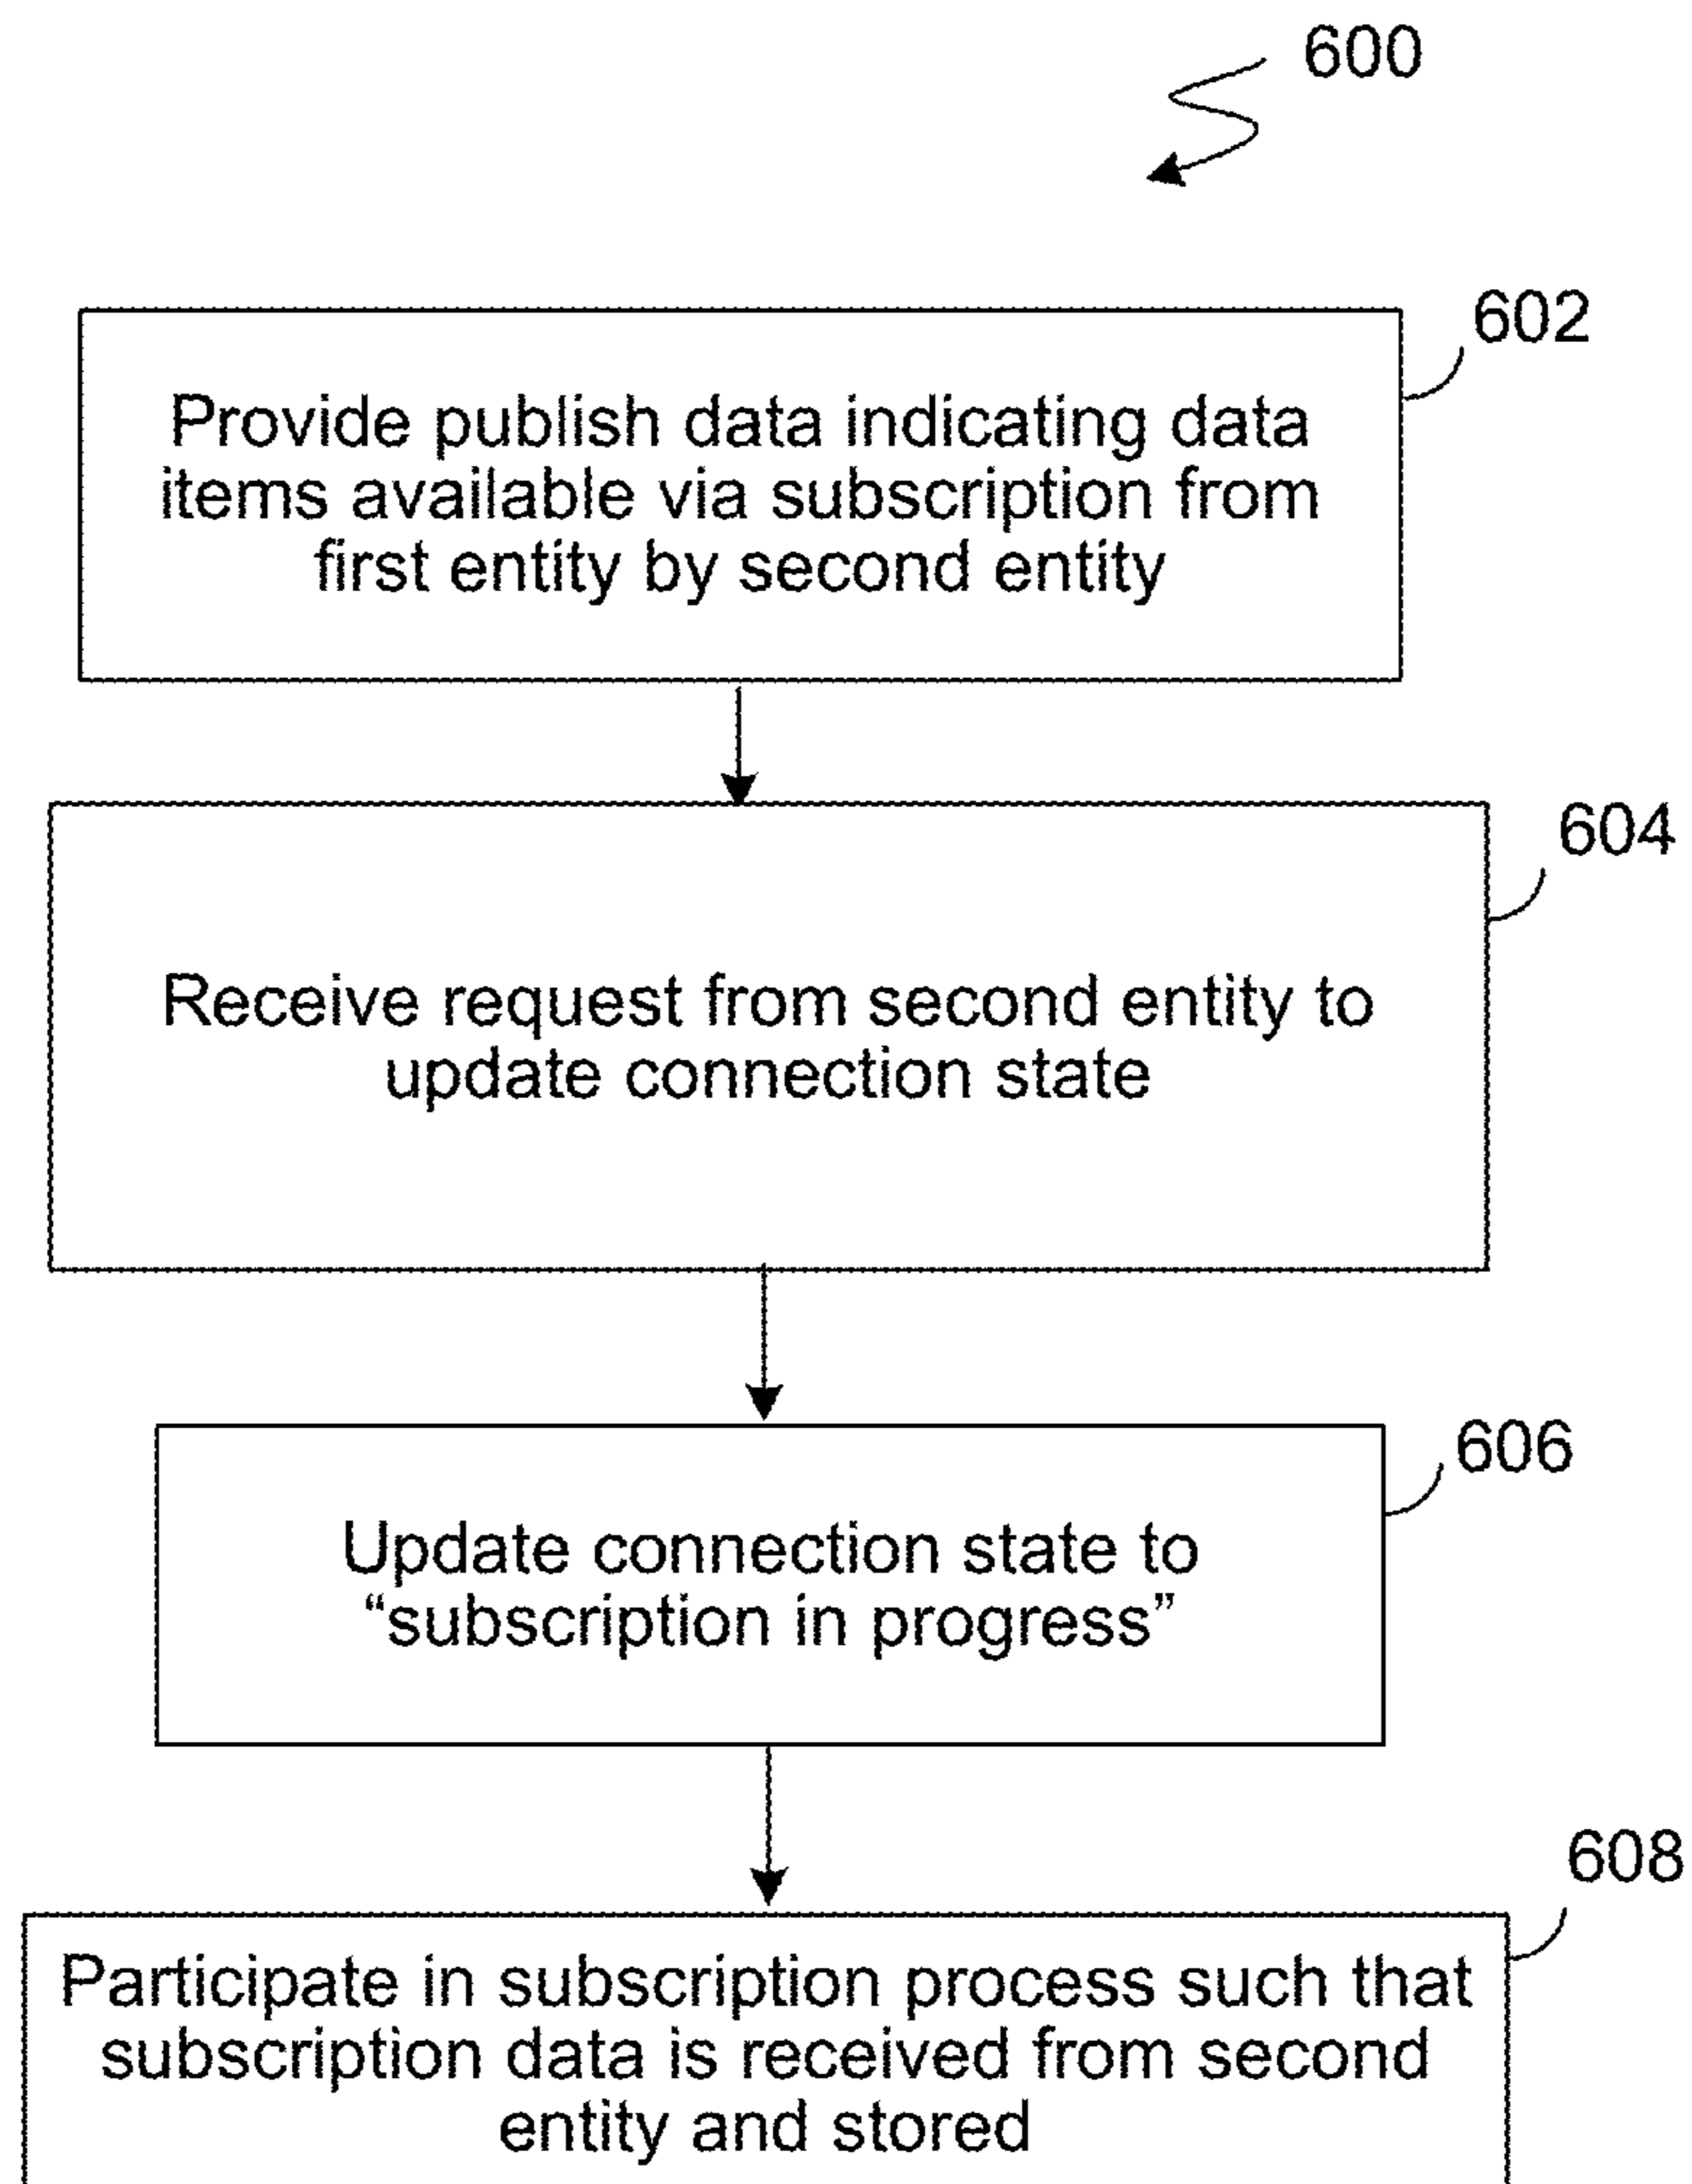 600
602
Provide publish data indicating data
items available via subscription from
first entity by second entity
604
Receive request from second entity to
update connection state
606
Update connection state to
“subscription in progress”
608
Participate in subscription process such that
subscription data is received from second
entity and stored